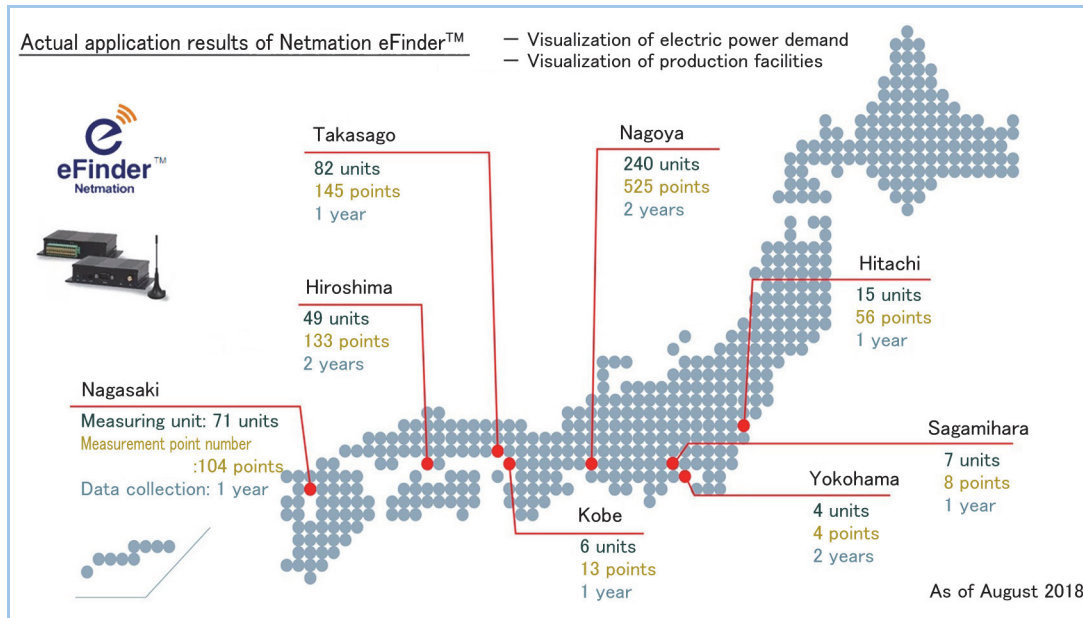 Actual application results of Netmation eFinder™
— Visualization of electric power demand
— Visualization of production facilities
eFinder™
Netmation
Takasago
82 units
145 points
1 year
Nagoya
240 units
525 points
2 years
Hitachi
15 units
56 points
1 year
Hiroshima
49 units
133 points
2 years
Nagasaki
Measuring unit: 71 units
Measurement point number
:104 points
Data collection: 1 year
Sagamihara
7 units
8 points
1 year
Yokohama
4 units
4 points
2 years
Kobe
6 units
13 points
1 year
As of August 2018